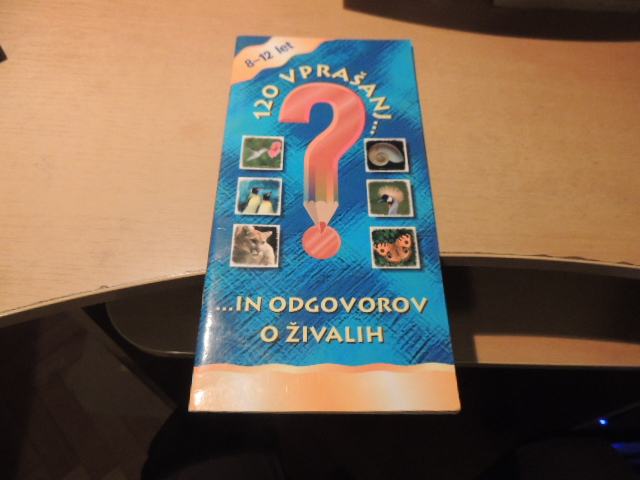 8–12 let
120 VPRAŠANJ...
...IN ODGOVOROV
O ŽIVALIH